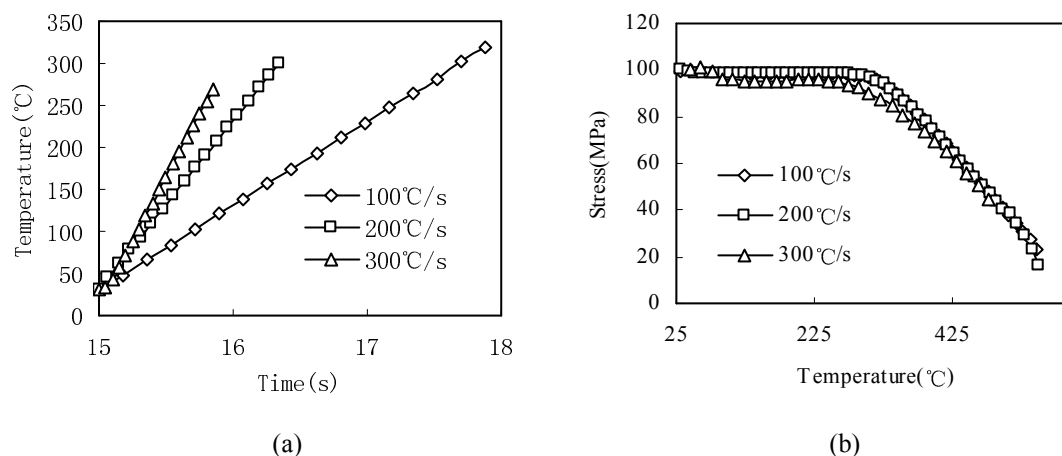 350
300
250
200
150
100
50
0
Temperature(℃)
100℃/s
200℃/s
300℃/s
15
16
17
18
Time(s)
(a)
120
100
80
60
40
20
0
Stress(MPa)
100℃/s
200℃/s
300℃/s
25
225
425
Temperature(℃)
(b)